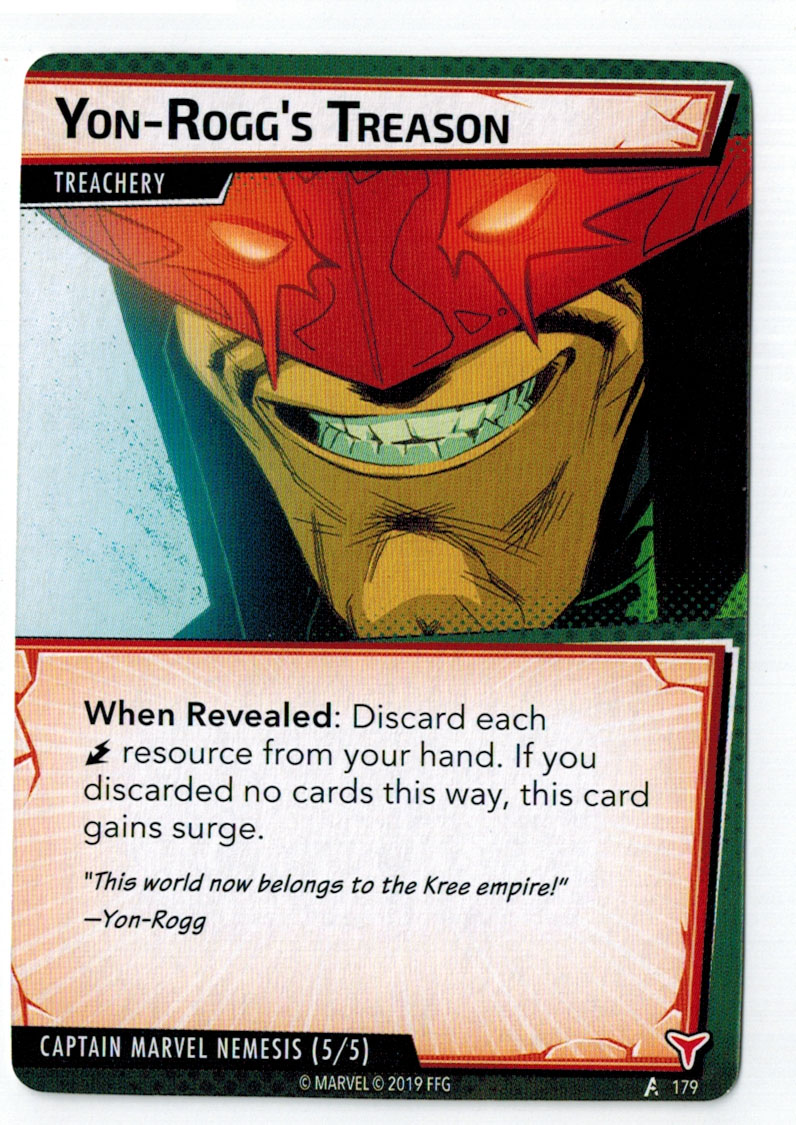 Yon-Rogg's Treason
TREACHERY
When Revealed: Discard each
resource from your hand. If you
discarded no cards this way, this card
gains surge.
"This world now belongs to the Kree empire!"
—Yon-Rogg
CAPTAIN MARVEL NEMESIS (5/5)
© MARVEL © 2019 FFG
179